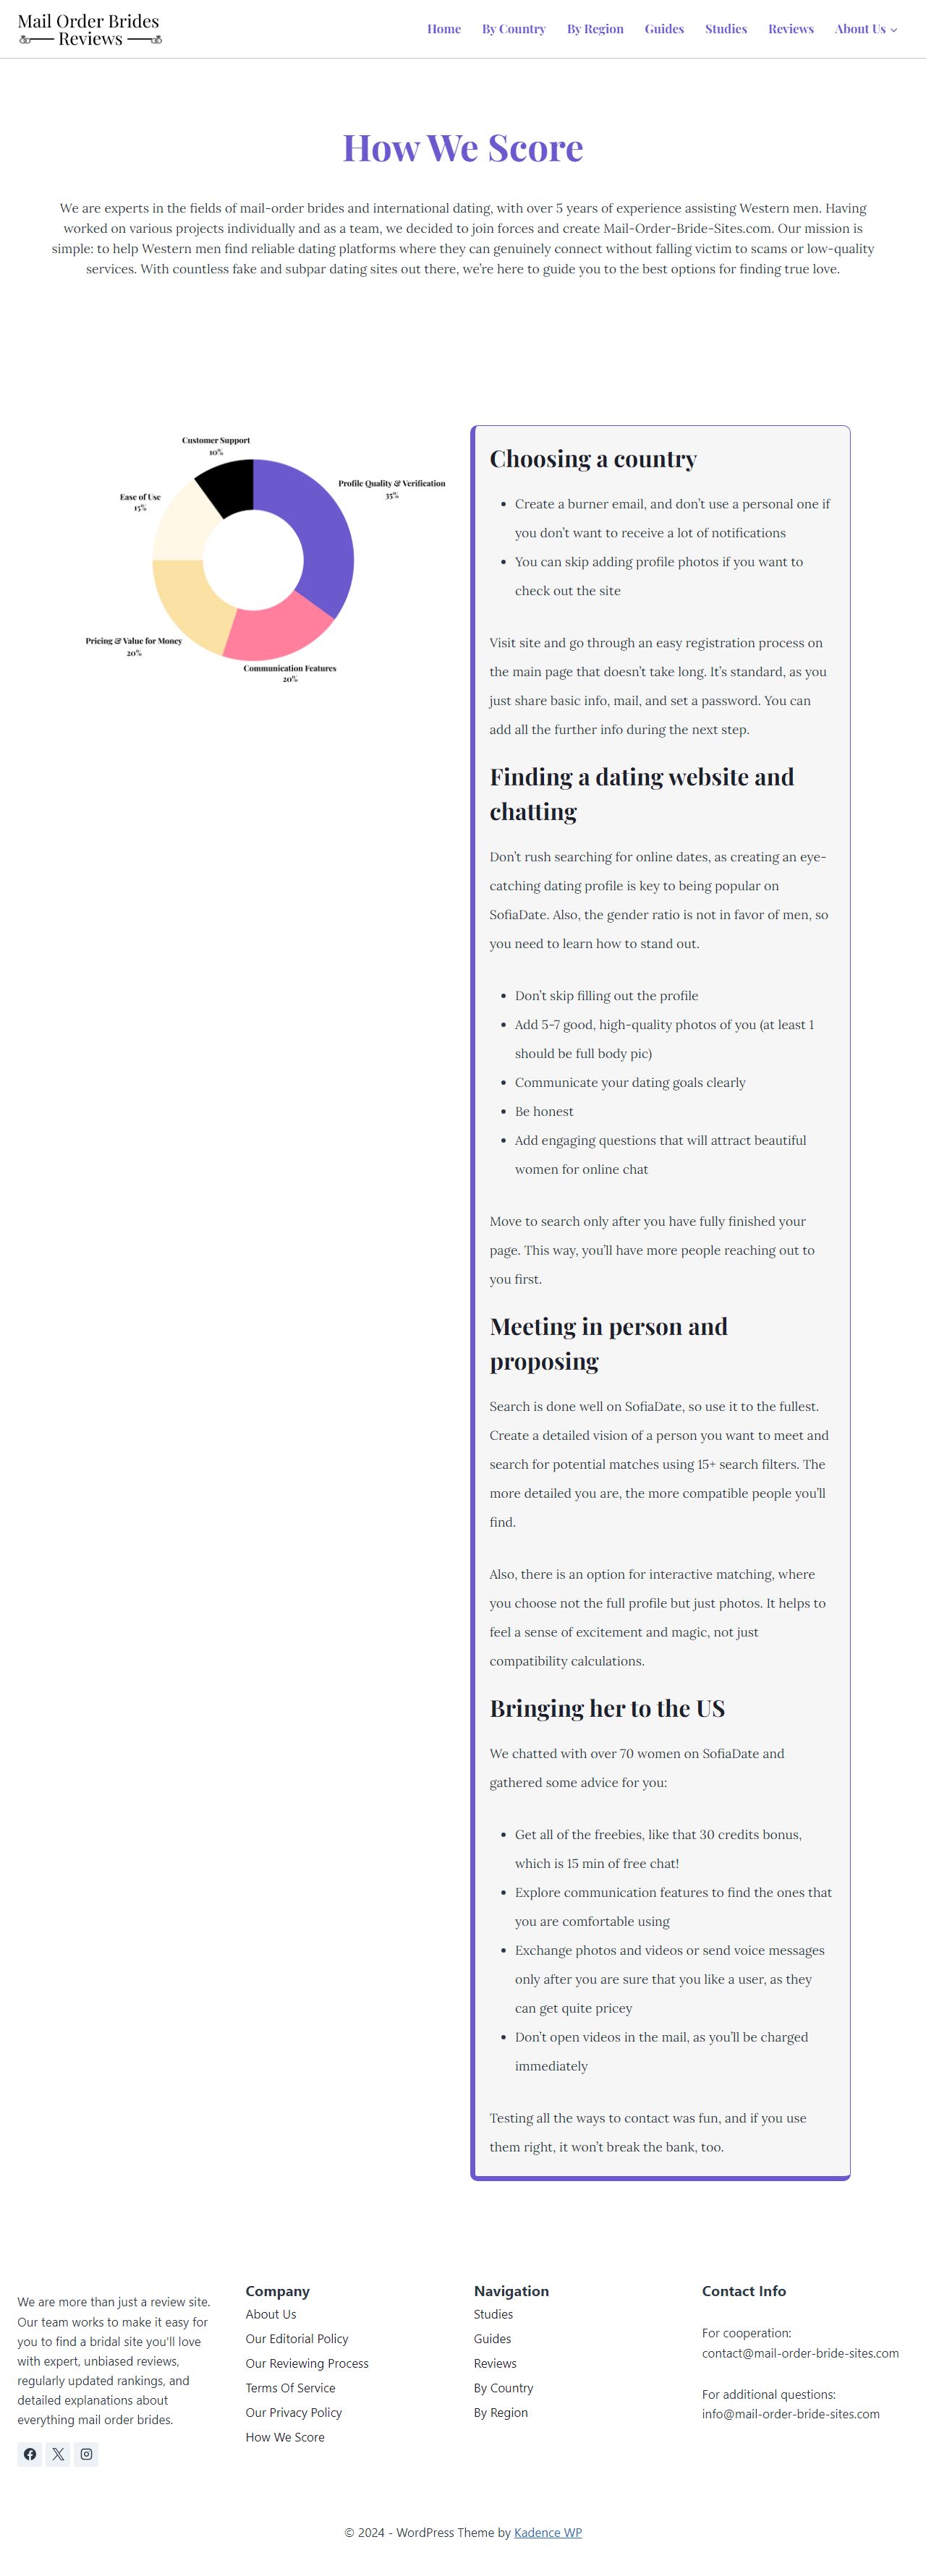 Mail Order Brides
Reviews
Home By Country By Region Guides Studies Reviews About Us
How We Score
We are experts in the fields of mail-order brides and international dating, with over 5 years of experience assisting Western men. Having
worked on various projects individually and as a team, we decided to join forces and create Mail-Order-Bride-Sites.com. Our mission is
simple: to help Western men find reliable dating platforms where they can genuinely connect without falling victim to scams or low-quality
services. With countless fake and subpar dating sites out there, we’re here to guide you to the best options for finding true love.
Customer Support
10%
Profile Quality & Verification
35%
Ease of Use
15%
Pricing & Value for Money
20%
Communication Features
20%
Choosing a country
• Create a burner email, and don’t use a personal one if
you don’t want to receive a lot of notifications
• You can skip adding profile photos if you want to
check out the site
Visit site and go through an easy registration process on
the main page that doesn’t take long. It’s standard, as you
just share basic info, mail, and set a password. You can
add all the further info during the next step.
Finding a dating website and
chatting
Don’t rush searching for online dates, as creating an eye-
catching dating profile is key to being popular on
SofiaDate. Also, the gender ratio is not in favor of men, so
you need to learn how to stand out.
• Don’t skip filling out the profile
• Add 5-7 good, high-quality photos of you (at least 1
should be full body pic)
• Communicate your dating goals clearly
• Be honest
• Add engaging questions that will attract beautiful
women for online chat
Move to search only after you have fully finished your
page. This way, you’ll have more people reaching out to
you first.
Meeting in person and
proposing
Search is done well on SofiaDate, so use it to the fullest.
Create a detailed vision of a person you want to meet and
search for potential matches using 15+ search filters. The
more detailed you are, the more compatible people you’ll
find.
Also, there is an option for interactive matching, where
you choose not the full profile but just photos. It helps to
feel a sense of excitement and magic, not just
compatibility calculations.
Bringing her to the US
We chatted with over 70 women on SofiaDate and
gathered some advice for you:
• Get all of the freebies, like that 30 credits bonus,
which is 15 min of free chat!
• Explore communication features to find the ones that
you are comfortable using
• Exchange photos and videos or send voice messages
only after you are sure that you like a user, as they
can get quite pricey
• Don’t open videos in the mail, as you’ll be charged
immediately
Testing all the ways to contact was fun, and if you use
them right, it won’t break the bank, too.
We are more than just a review site.
Our team works to make it easy for
you to find a bridal site you'll love
with expert, unbiased reviews,
regularly updated rankings, and
detailed explanations about
everything mail order brides.
Company
About Us
Our Editorial Policy
Our Reviewing Process
Terms Of Service
Our Privacy Policy
How We Score
Navigation
Studies
Guides
Reviews
By Country
By Region
Contact Info
For cooperation:
contact@mail-order-bride-sites.com
For additional questions:
info@mail-order-bride-sites.com
© 2024 - WordPress Theme by Kadence WP